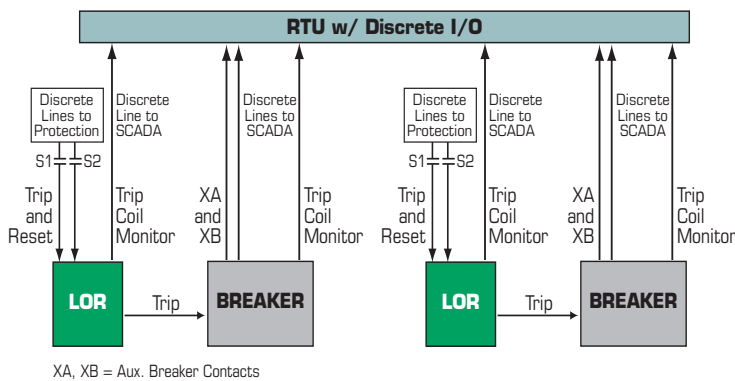 RTU w/ Discrete I/O
Discrete
Lines to
Protection
Discrete
Line to
SCADA
S1
S2
Trip
and
Reset
Trip
Coil
Monitor
LOR
Trip
Discrete
Lines to
SCADA
XA
and
XB
Trip
Coil
Monitor
BREAKER
Discrete
Lines to
Protection
Discrete
Line to
SCADA
S1
S2
Trip
and
Reset
Trip
Coil
Monitor
LOR
Trip
Discrete
Lines to
SCADA
XA
and
XB
Trip
Coil
Monitor
BREAKER
XA, XB = Aux. Breaker Contacts